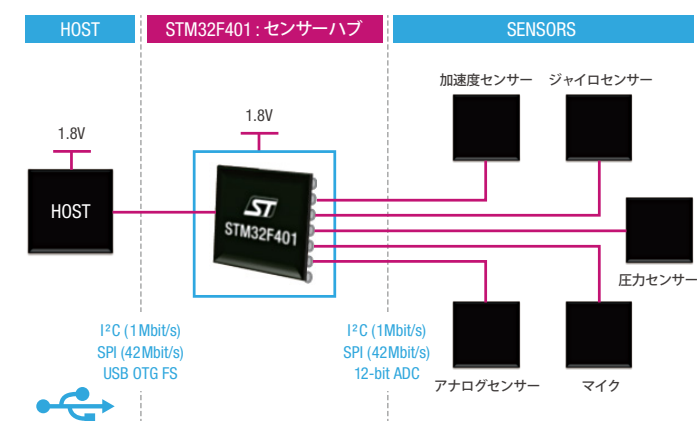 HOST
STM32F401 : センサーハブ
SENSORS
加速度センサー
ジャイロセンサー
1.8V
1.8V
HOST
ST
STM32F401
圧力センサー
I²C (1Mbit/s)
SPI (42Mbit/s)
USB OTG FS
I²C (1Mbit/s)
SPI (42Mbit/s)
12-bit ADC
アナログセンサー
マイク